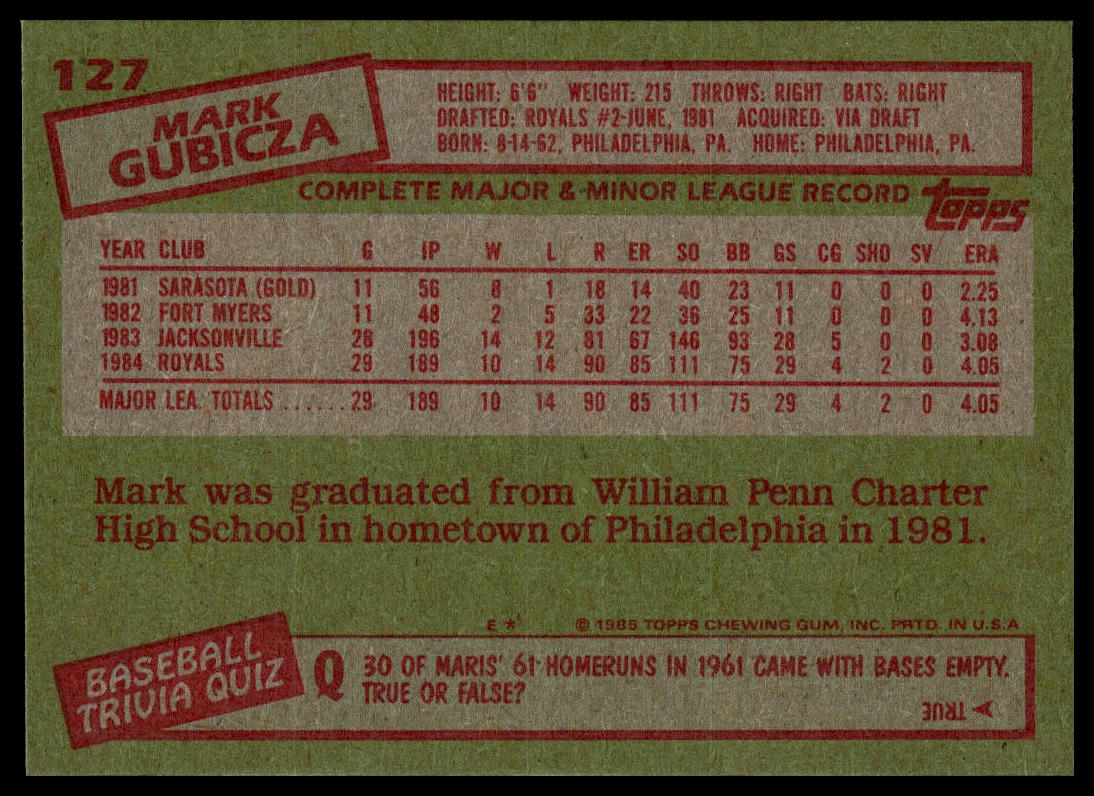 127
MARK
GUBICZA
HEIGHT: 6'6" WEIGHT: 215 THROWS: RIGHT BATS: RIGHT
DRAFTED: ROYALS #2-JUNE, 1981 ACQUIRED: VIA DRAFT
BORN: 8-14-62, PHILADELPHIA, PA. HOME: PHILADELPHIA, PA.
COMPLETE MAJOR & MINOR LEAGUE RECORD topps
YEAR CLUB G IP W L R ER SO BB GS CG SHO SV ERA
1981 SARASOTA (GOLD) 11 56 8 1 18 14 40 23 11 0 0 0 2.25
1982 FORT MYERS 11 48 2 5 33 22 36 25 11 0 0 0 4.13
1983 JACKSONVILLE 28 196 14 12 81 67 146 93 28 5 0 0 3.08
1984 ROYALS 29 189 10 14 90 85 111 75 29 4 2 0 4.05
MAJOR LEA. TOTALS ......29 189 10 14 90 85 111 75 29 4 2 0 4.05
Mark was graduated from William Penn Charter
High School in hometown of Philadelphia in 1981.
E * © 1985 TOPPS CHEWING GUM, INC. PRTD. IN U.S.A
BASEBALL
TRIVIA QUIZ
Q 30 OF MARIS' 61 HOMERUNS IN 1961 CAME WITH BASES EMPTY.
TRUE OR FALSE?
A TRUE